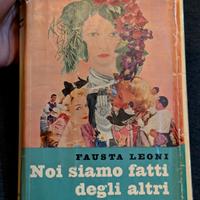 FAUSTA LEONI
Noi siamo fatti
degli altri